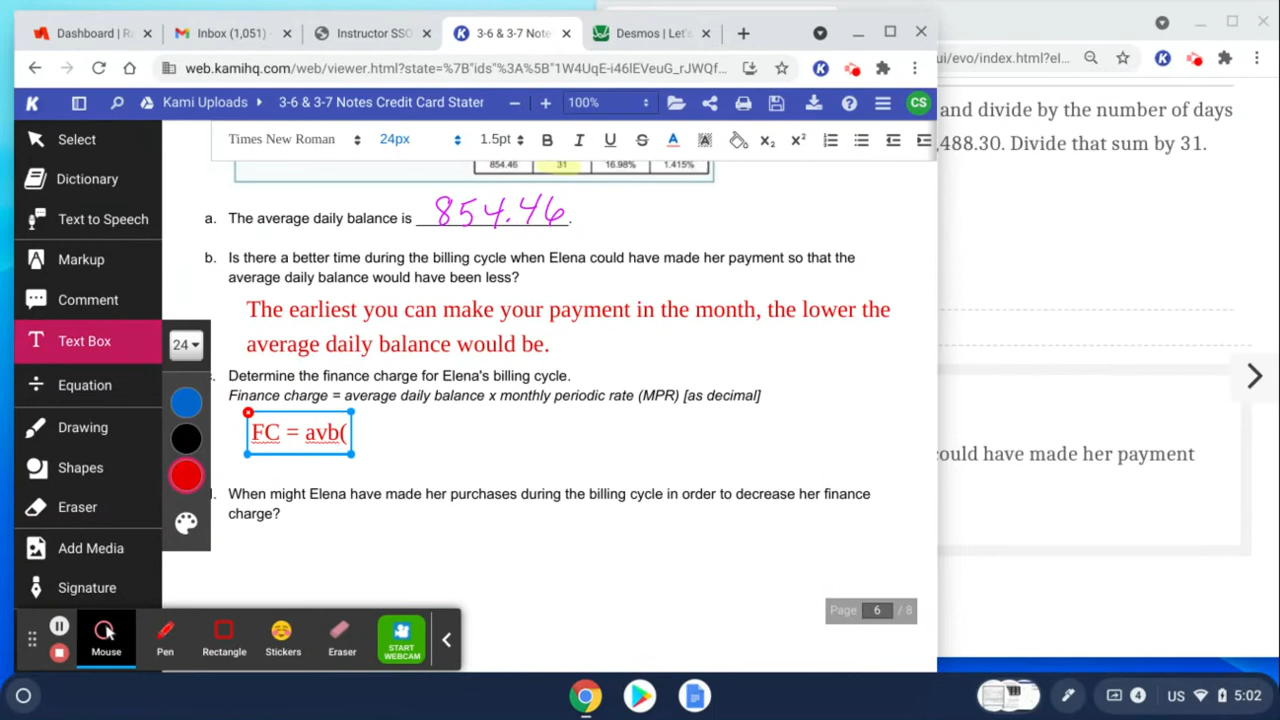 Dashboard | Ra
Inbox (1,051)
Instructor SSO
3-6 & 3-7 Note
Desmos | Let's
web.kamihq.com/web/viewer.html?state=%7B"ids"%3A%5B"1W4UqE-i46lEVeuG_rJWQf...
ui/evo/index.html?el...
Kami Uploads
3-6 & 3-7 Notes Credit Card Stater
100%
CS
Times New Roman
24px
1.5pt
Select
Dictionary
Text to Speech
Markup
Comment
Text Box
Equation
Drawing
Shapes
Eraser
Add Media
Signature
24
854.46 31 16.98% 1.415%
a. The average daily balance is 854.46.
b. Is there a better time during the billing cycle when Elena could have made her payment so that the
average daily balance would have been less?
The earliest you can make your payment in the month, the lower the
average daily balance would be.
Determine the finance charge for Elena's billing cycle.
Finance charge = average daily balance x monthly periodic rate (MPR) [as decimal]
FC = avb(
When might Elena have made her purchases during the billing cycle in order to decrease her finance
charge?
Page 6 / 8
and divide by the number of days
,488.30. Divide that sum by 31.
could have made her payment
Mouse
Pen
Rectangle
Stickers
Eraser
START
WEBCAM
4
US
5:02